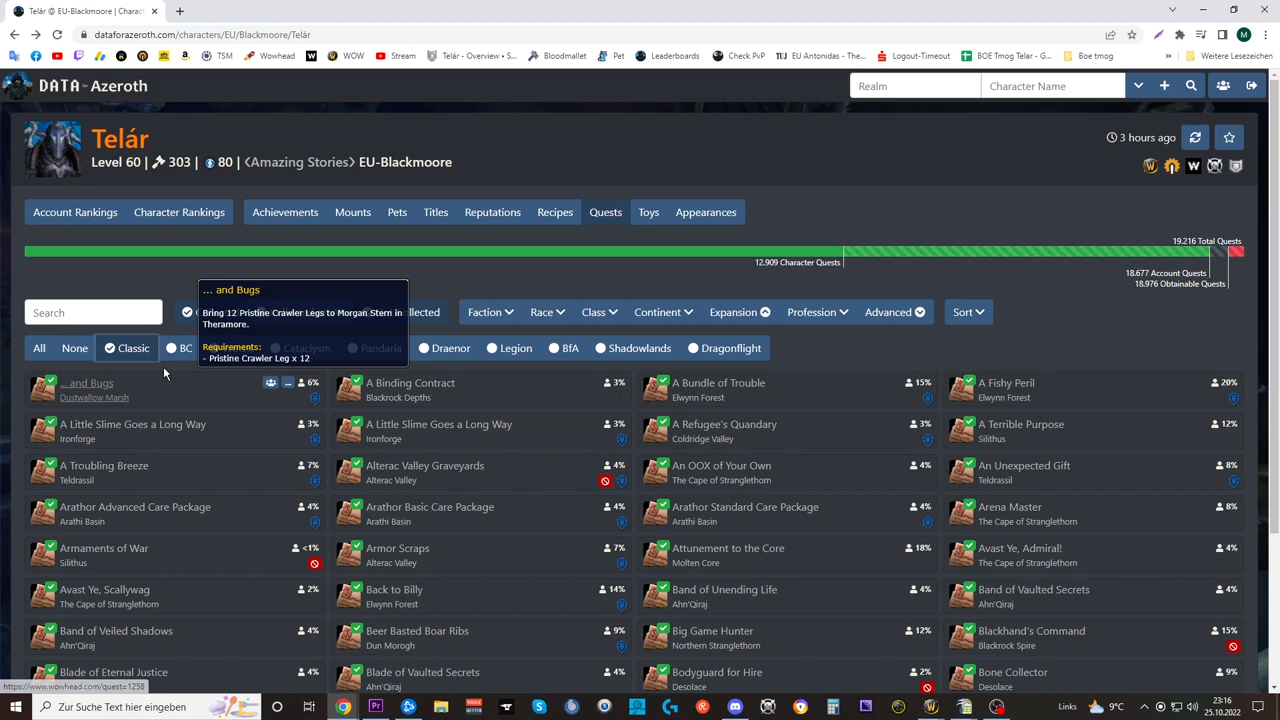 Telár @ EU-Blackmoore | Charact
dataforazeroth.com/characters/EU/Blackmoore/Telár
TSM
Wowhead
WOW
Stream
Telár - Overview - S...
Bloodmallet
Pet
Leaderboards
Check PvP
EU Antonidas - The...
Logout-Timeout
BOE Tmog Telar - G...
Boe tmog
»
Weitere Lesezeichen
DATA for Azeroth
Realm
Character Name
Telár
Level 60 | 303 | 80 | <Amazing Stories> EU-Blackmoore
3 hours ago
Account Rankings
Character Rankings
Achievements
Mounts
Pets
Titles
Reputations
Recipes
Quests
Toys
Appearances
19.216 Total Quests
12.909 Character Quests
18.677 Account Quests
18.976 Obtainable Quests
... and Bugs
Bring 12 Pristine Crawler Legs to Morgan Stern in
Theramore.
Requirements:
- Pristine Crawler Leg x 12
Search
ollected
Faction
Race
Class
Continent
Expansion
Profession
Advanced
Sort
All
None
Classic
BC
Cataclysm
Pandaria
Draenor
Legion
BfA
Shadowlands
Dragonflight
... and Bugs
... 6%
Dustwallow Marsh
A Binding Contract
3%
Blackrock Depths
A Bundle of Trouble
15%
Elwynn Forest
A Fishy Peril
20%
Elwynn Forest
A Little Slime Goes a Long Way
3%
Ironforge
A Little Slime Goes a Long Way
3%
Ironforge
A Refugee's Quandary
3%
Coldridge Valley
A Terrible Purpose
12%
Silithus
A Troubling Breeze
7%
Teldrassil
Alterac Valley Graveyards
4%
Alterac Valley
An OOX of Your Own
4%
The Cape of Stranglethorn
An Unexpected Gift
8%
Teldrassil
Arathor Advanced Care Package
4%
Arathi Basin
Arathor Basic Care Package
4%
Arathi Basin
Arathor Standard Care Package
4%
Arathi Basin
Arena Master
8%
The Cape of Stranglethorn
Armaments of War
<1%
Silithus
Armor Scraps
7%
Alterac Valley
Attunement to the Core
18%
Molten Core
Avast Ye, Admiral!
4%
The Cape of Stranglethorn
Avast Ye, Scallywag
2%
The Cape of Stranglethorn
Back to Billy
14%
Elwynn Forest
Band of Unending Life
4%
Ahn'Qiraj
Band of Vaulted Secrets
4%
Ahn'Qiraj
Band of Veiled Shadows
4%
Ahn'Qiraj
Beer Basted Boar Ribs
9%
Dun Morogh
Big Game Hunter
12%
Northern Stranglethorn
Blackhand's Command
15%
Blackrock Spire
Blade of Eternal Justice
4%
Blade of Vaulted Secrets
4%
Ahn'Qiraj
Bodyguard for Hire
2%
Desolace
Bone Collector
9%
Desolace
https://www.wowhead.com/quest=1258
Zur Suche Text hier eingeben
Links
9°C
23:16
25.10.2022